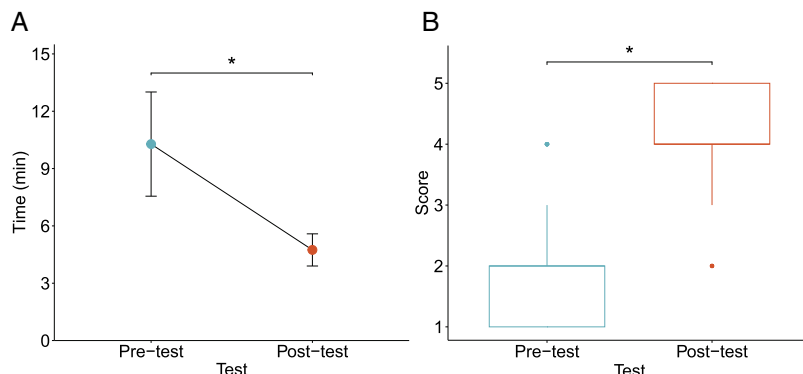 A
Time (min)
15
12
9
6
3
0
*
Pre−test
Post−test
Test
B
Score
5
4
3
2
1
*
Pre−test
Post−test
Test